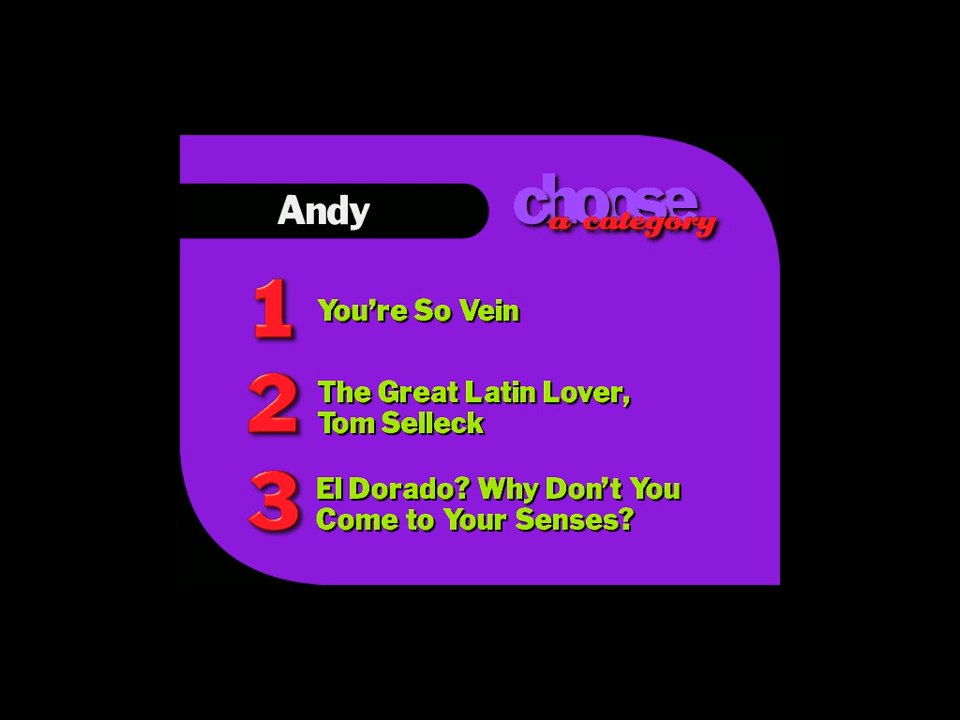 Andy
choose
a category
1 You're So Vein
2 The Great Latin Lover,
Tom Selleck
3 El Dorado? Why Don't You
Come to Your Senses?